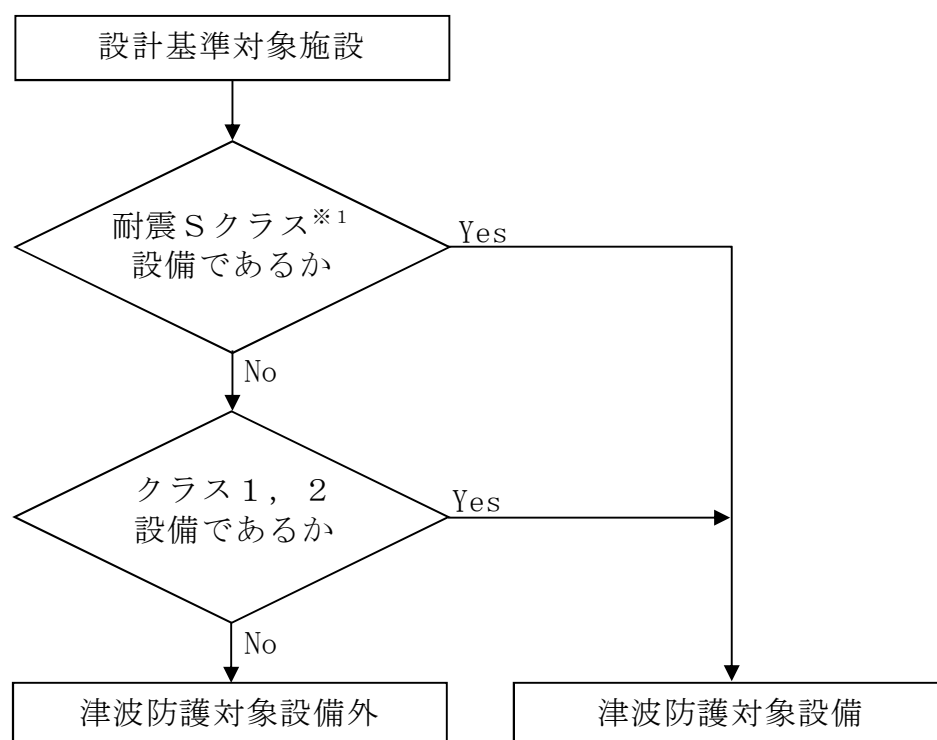 設計基準対象施設
耐震Sクラス※1
設備であるか
Yes
No
クラス1,2
設備であるか
Yes
No
津波防護対象設備外
津波防護対象設備